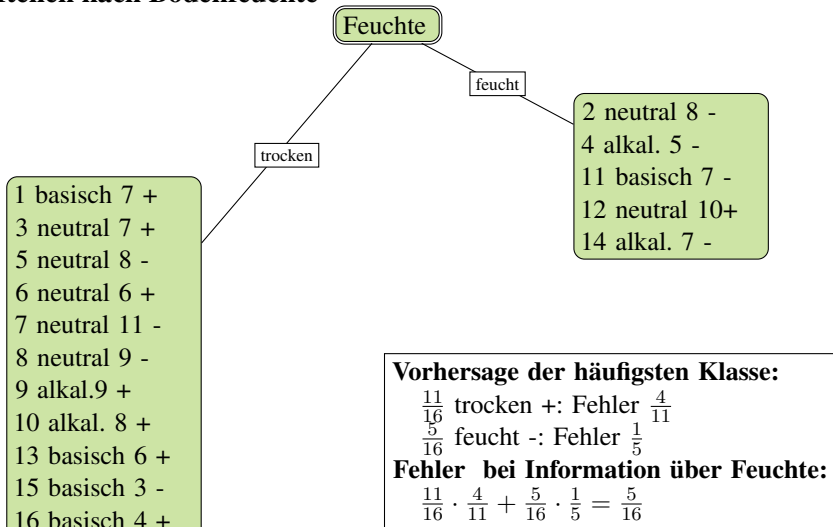 Feuchte
feucht
trocken
2 neutral 8 -
4 alkal. 5 -
11 basisch 7 -
12 neutral 10+
14 alkal. 7 -
1 basisch 7 +
3 neutral 7 +
5 neutral 8 -
6 neutral 6 +
7 neutral 11 -
8 neutral 9 -
9 alkal.9 +
10 alkal. 8 +
13 basisch 6 +
15 basisch 3 -
16 basisch 4 +
Vorhersage der häufigsten Klasse:
11/16 trocken +: Fehler 4/11
5/16 feucht -: Fehler 1/5
Fehler bei Information über Feuchte:
11/16 · 4/11 + 5/16 · 1/5 = 5/16